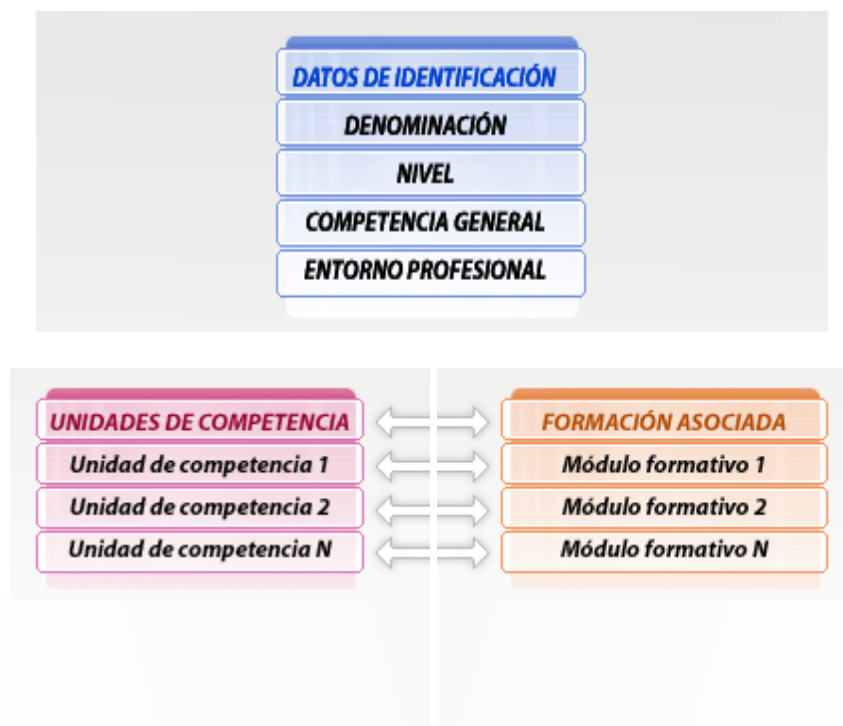 DATOS DE IDENTIFICACIÓN
DENOMINACIÓN
NIVEL
COMPETENCIA GENERAL
ENTORNO PROFESIONAL
UNIDADES DE COMPETENCIA
Unidad de competencia 1
Unidad de competencia 2
Unidad de competencia N
FORMACIÓN ASOCIADA
Módulo formativo 1
Módulo formativo 2
Módulo formativo N